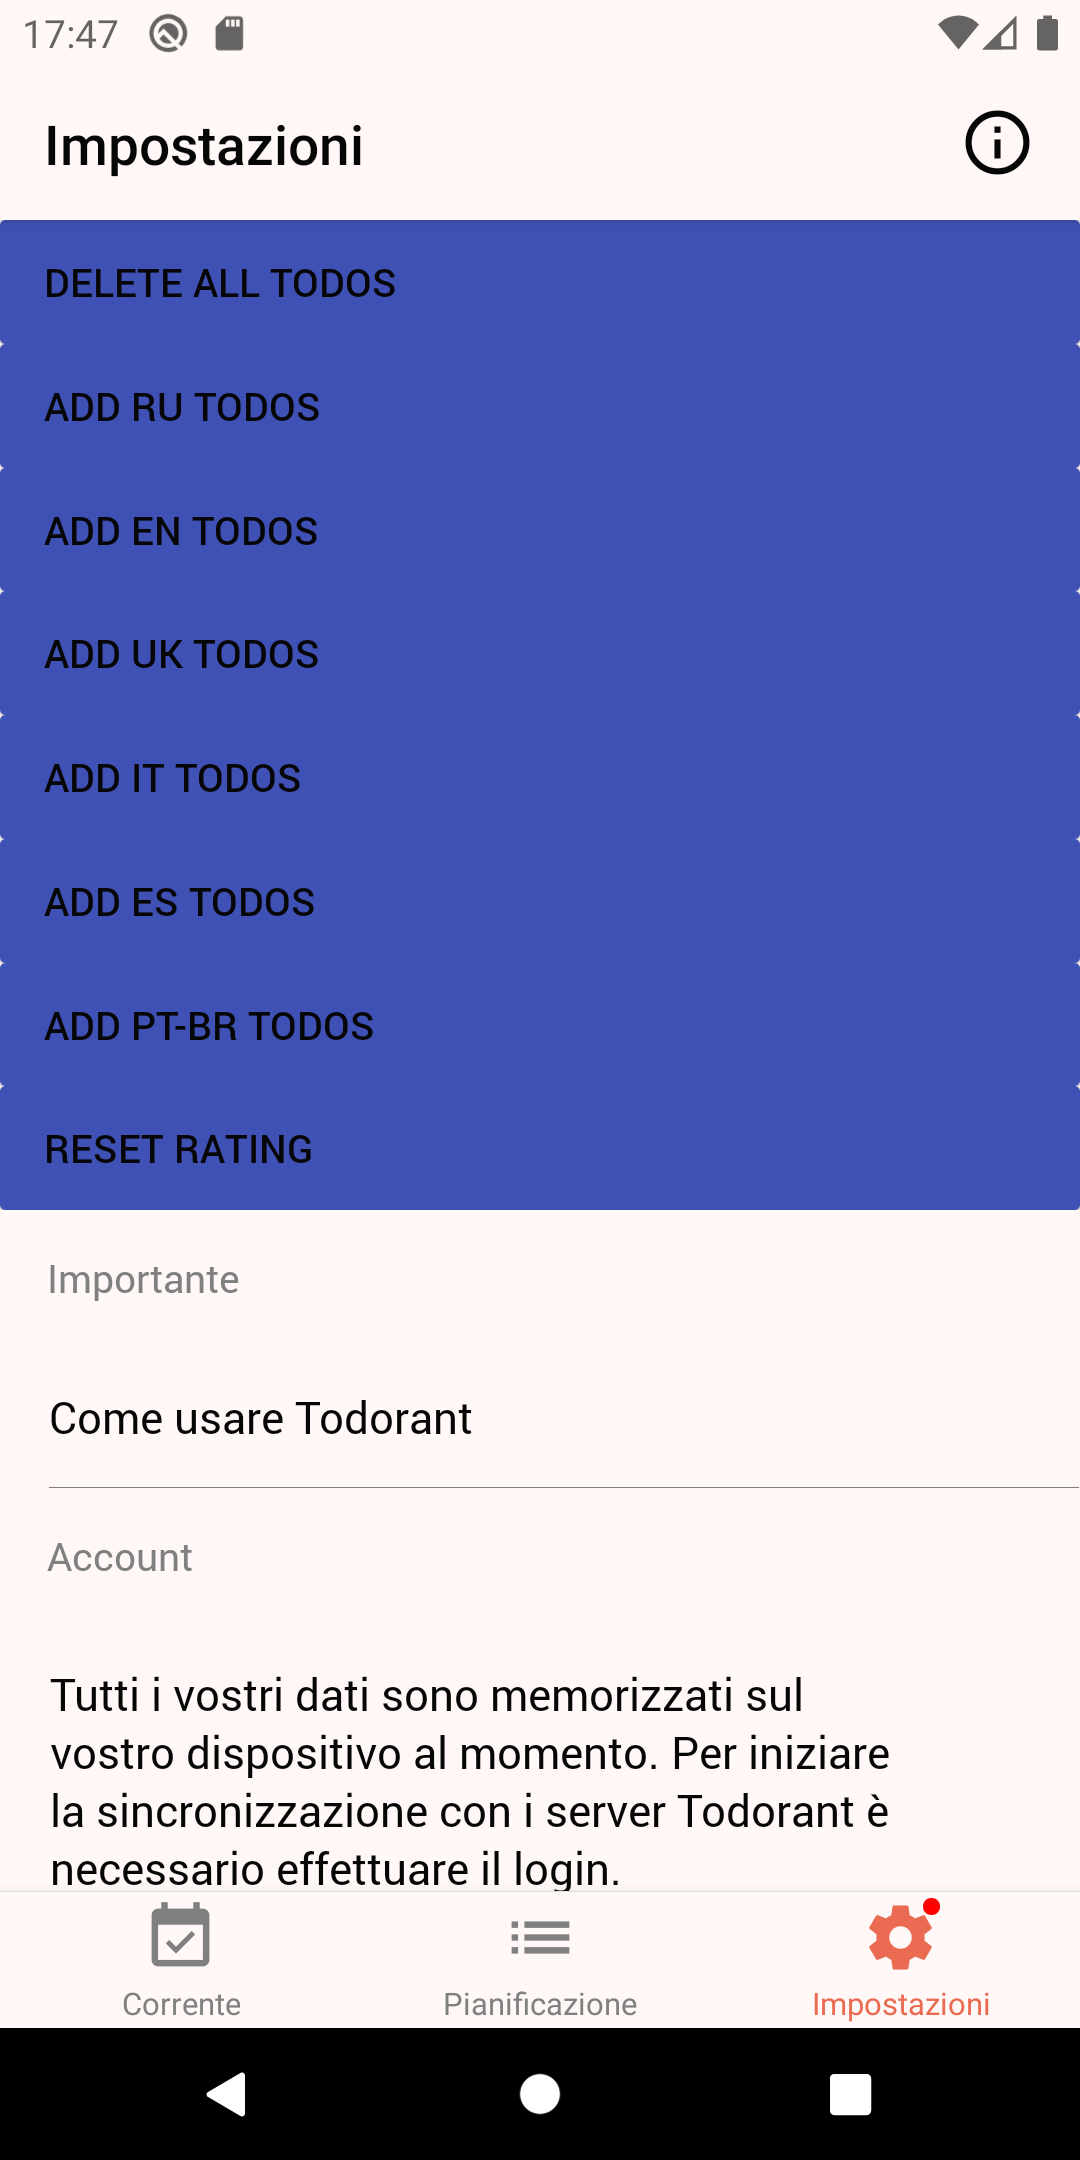 17:47
Impostazioni
DELETE ALL TODOS
ADD RU TODOS
ADD EN TODOS
ADD UK TODOS
ADD IT TODOS
ADD ES TODOS
ADD PT-BR TODOS
RESET RATING
Importante
Come usare Todorant
Account
Tutti i vostri dati sono memorizzati sul
vostro dispositivo al momento. Per iniziare
la sincronizzazione con i server Todorant è
necessario effettuare il login.
Corrente
Pianificazione
Impostazioni